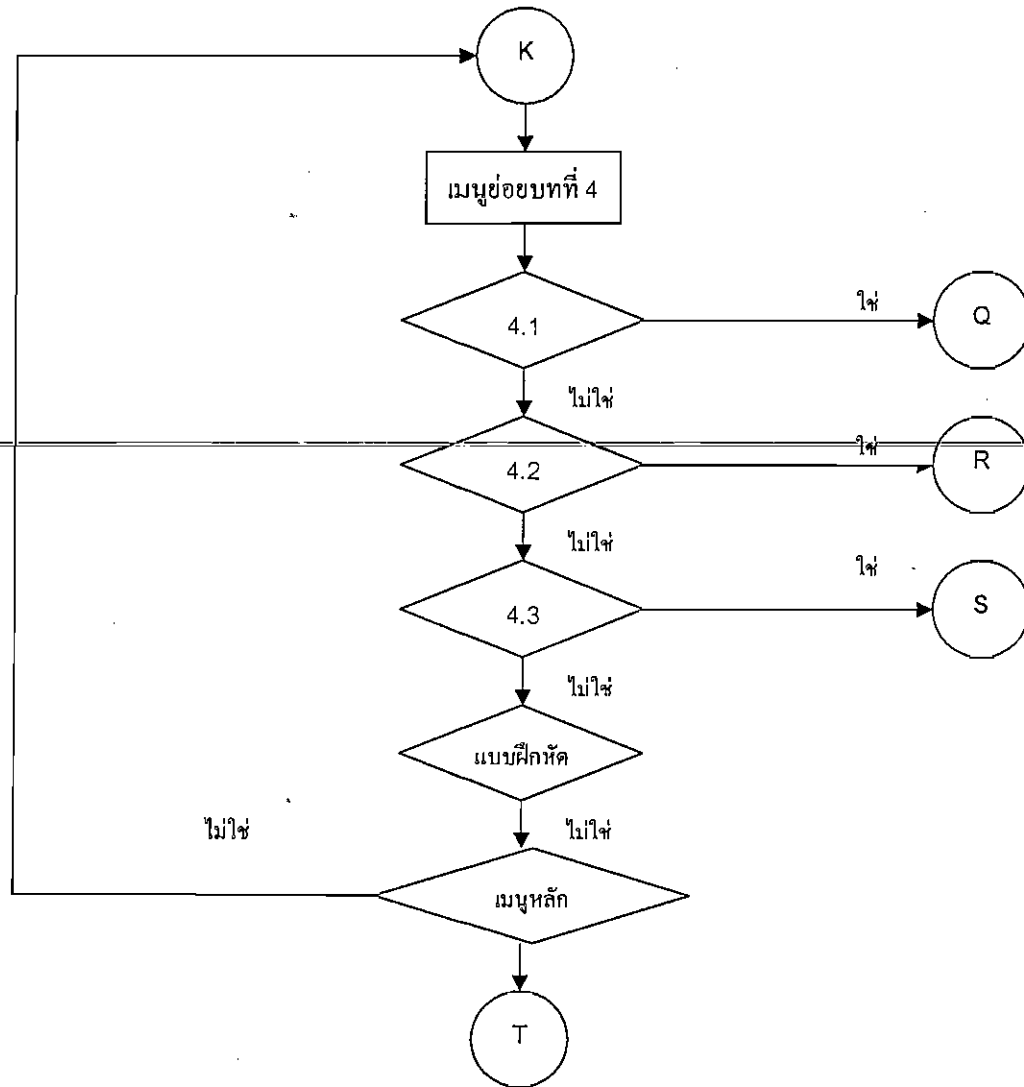 K
เมนูย่อยบทที่ 4
4.1
ใช่
Q
ไม่ใช่
4.2
ใช่
R
ไม่ใช่
4.3
ใช่
S
ไม่ใช่
แบบฝึกหัด
ไม่ใช่
ไม่ใช่
เมนูหลัก
T